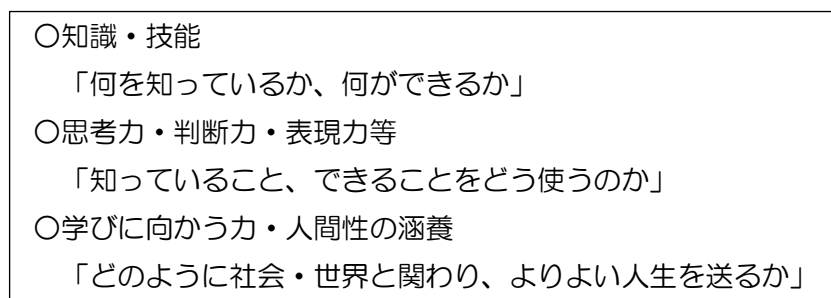 〇知識・技能
「何を知っているか、何ができるか」
〇思考力・判断力・表現力等
「知っていること、できることをどう使うのか」
〇学びに向かう力・人間性の涵養
「どのように社会・世界と関わり、よりよい人生を送るか」